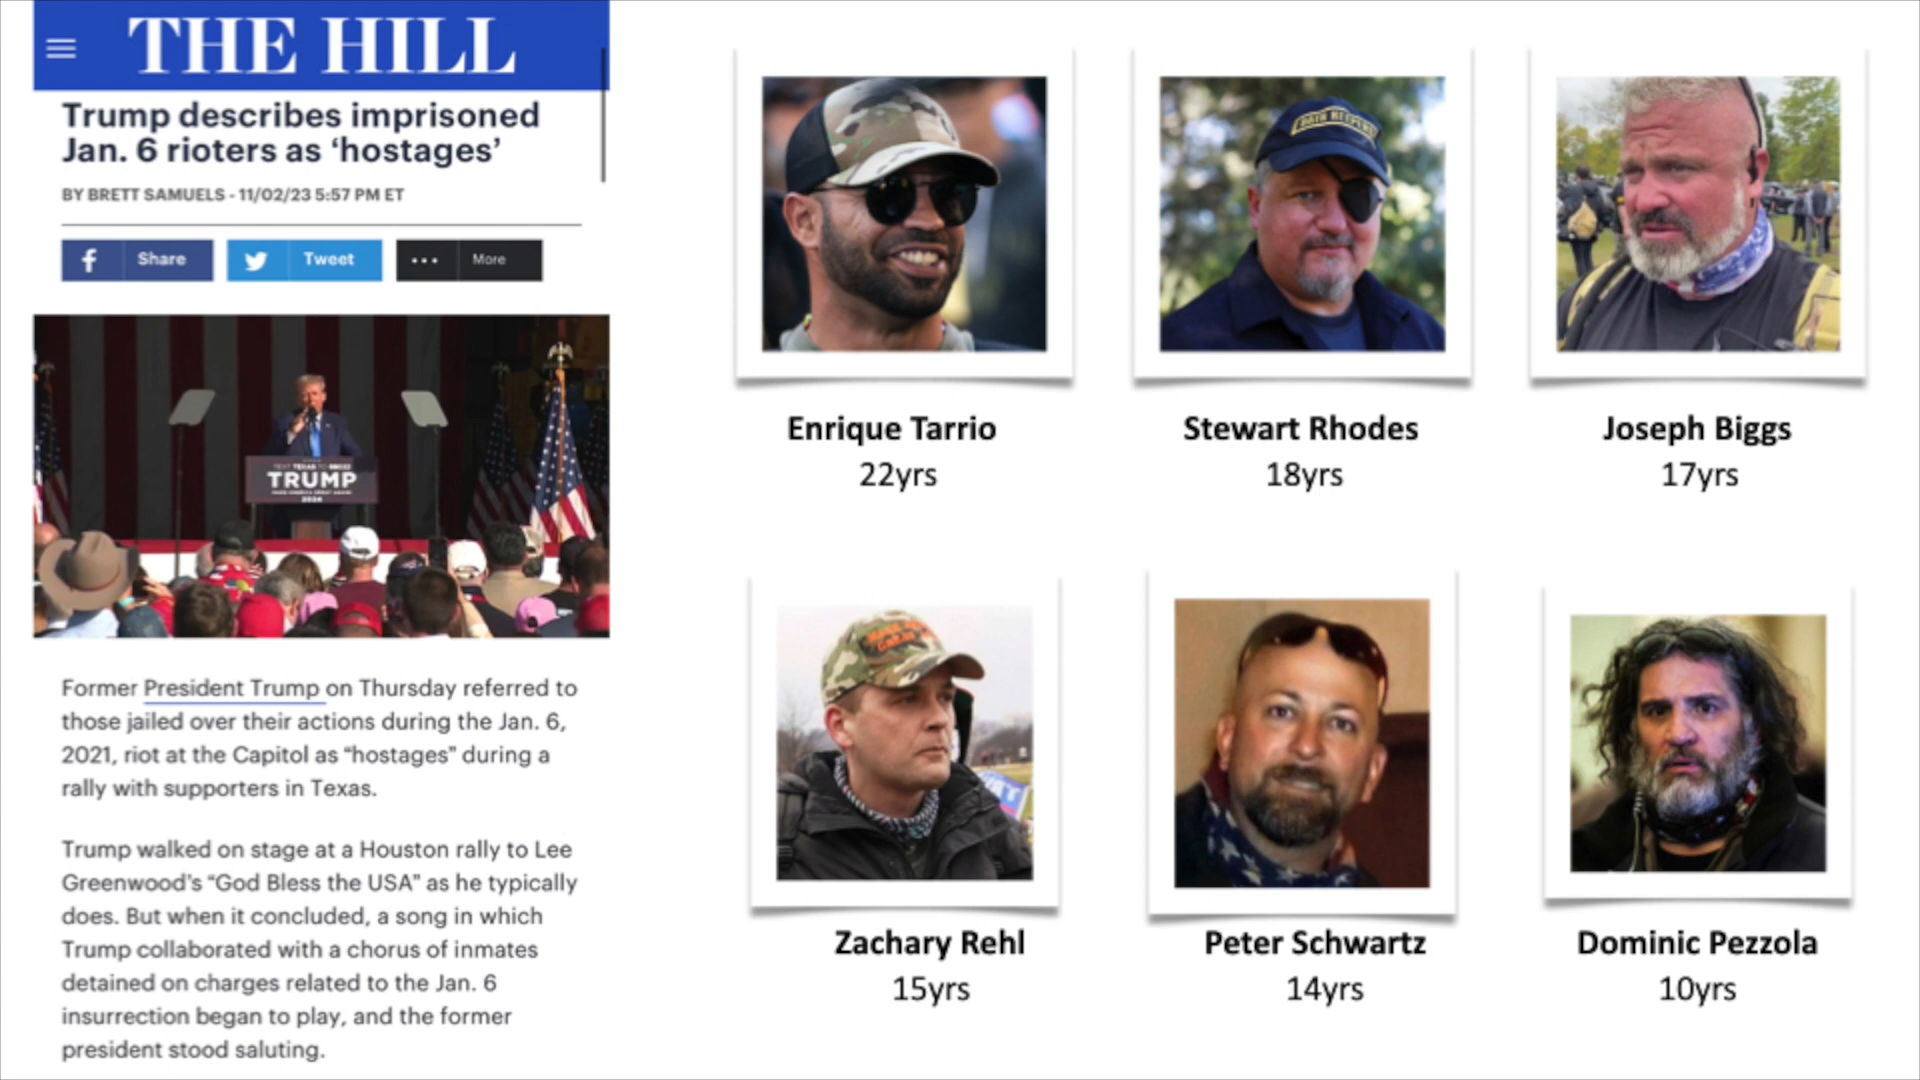 THE HILL
Trump describes imprisoned
Jan. 6 rioters as ‘hostages’
BY BRETT SAMUELS - 11/02/23 5:57 PM ET
Share
Tweet
More
TRUMP
Former President Trump on Thursday referred to
those jailed over their actions during the Jan. 6,
2021, riot at the Capitol as “hostages” during a
rally with supporters in Texas.
Trump walked on stage at a Houston rally to Lee
Greenwood’s “God Bless the USA” as he typically
does. But when it concluded, a song in which
Trump collaborated with a chorus of inmates
detained on charges related to the Jan. 6
insurrection began to play, and the former
president stood saluting.
OATH KEEPERS
Enrique Tarrio
22yrs
Stewart Rhodes
18yrs
Joseph Biggs
17yrs
Zachary Rehl
15yrs
Peter Schwartz
14yrs
Dominic Pezzola
10yrs